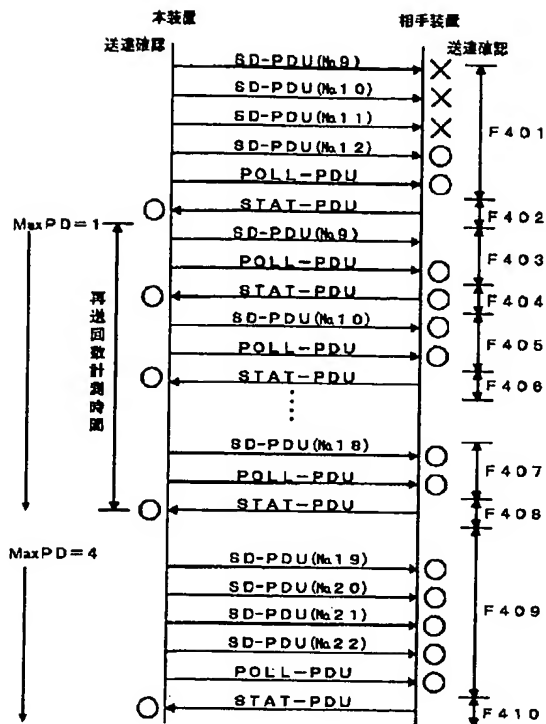 本装置
相手装置
送達確認
送達確認
SD-PDU(№9)
SD-PDU(№10)
SD-PDU(№11)
SD-PDU(№12)
POLL-PDU
F401
STAT-PDU
F402
MaxPD=1
SD-PDU(№9)
POLL-PDU
F403
STAT-PDU
F404
SD-PDU(№10)
POLL-PDU
F405
STAT-PDU
F406
再送回数計測時間
SD-PDU(№18)
POLL-PDU
F407
STAT-PDU
F408
MaxPD=4
SD-PDU(№19)
SD-PDU(№20)
SD-PDU(№21)
SD-PDU(№22)
POLL-PDU
F409
STAT-PDU
F410